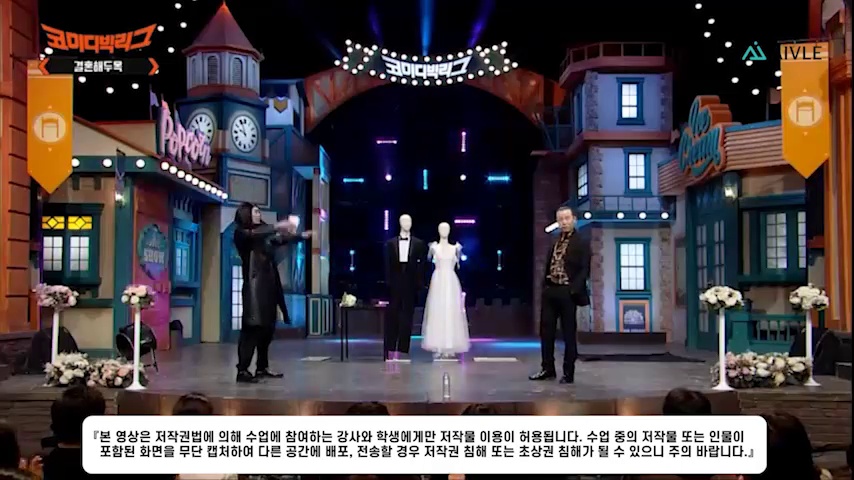 코미디빅리그
결혼해두목
코미디빅리그
AIVLE
Popcorn
SHOW
『본 영상은 저작권법에 의해 수업에 참여하는 강사와 학생에게만 저작물 이용이 허용됩니다. 수업 중의 저작물 또는 인물이
포함된 화면을 무단 캡처하여 다른 공간에 배포, 전송할 경우 저작권 침해 또는 초상권 침해가 될 수 있으니 주의 바랍니다.』